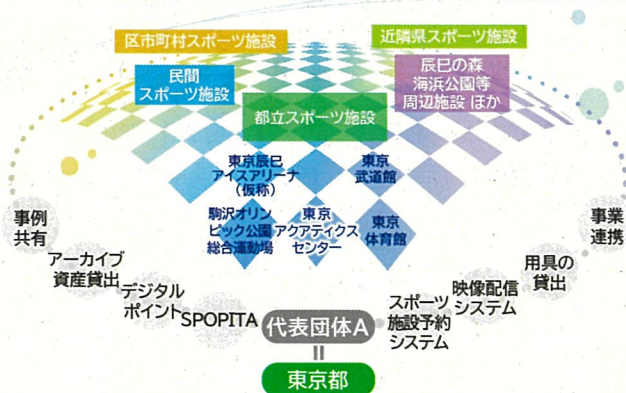 区市町村スポーツ施設
近隣県スポーツ施設
民間
スポーツ施設
辰巳の森
海浜公園等
周辺施設 ほか
都立スポーツ施設
東京辰巳
アイスアリーナ
(仮称)
東京
武道館
駒沢オリン
ピック公園
総合運動場
東京
アクアティクス
センター
東京
体育館
事例
共有
アーカイブ
資産貸出
デジタル
ポイント
SPOPITA
代表団体A
スポーツ
施設予約
システム
映像配信
システム
用具の
貸出
事業
連携
=
東京都